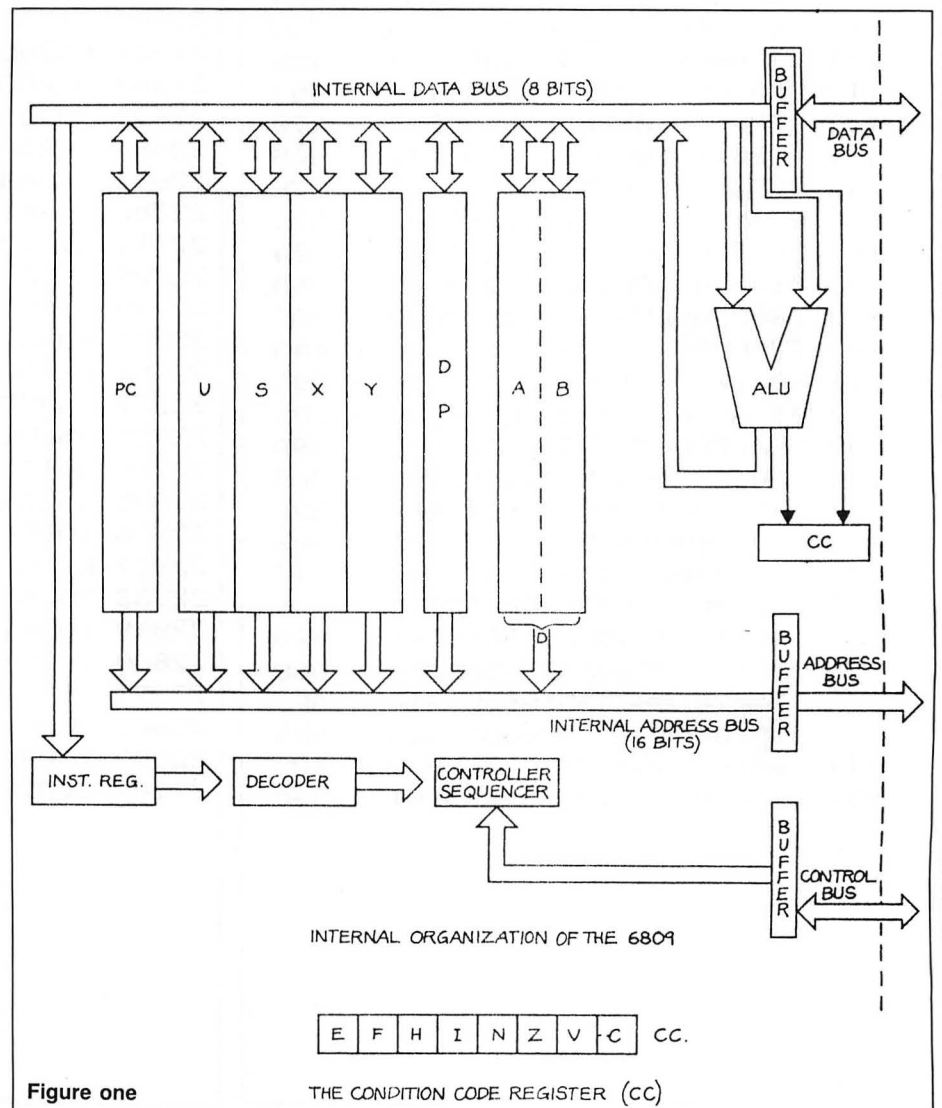 INTERNAL DATA BUS (8 BITS)
BUFFER
DATA
BUS
PC
U
S
X
Y
D
P
A
B
ALU
CC
D
BUFFER
ADDRESS
BUS
INTERNAL ADDRESS BUS
(16 BITS)
INST. REG.
DECODER
CONTROLLER
SEQUENCER
BUFFER
CONTROL
BUS
INTERNAL ORGANIZATION OF THE 6809
E F H I N Z V C CC.
Figure one
THE CONDITION CODE REGISTER (CC)